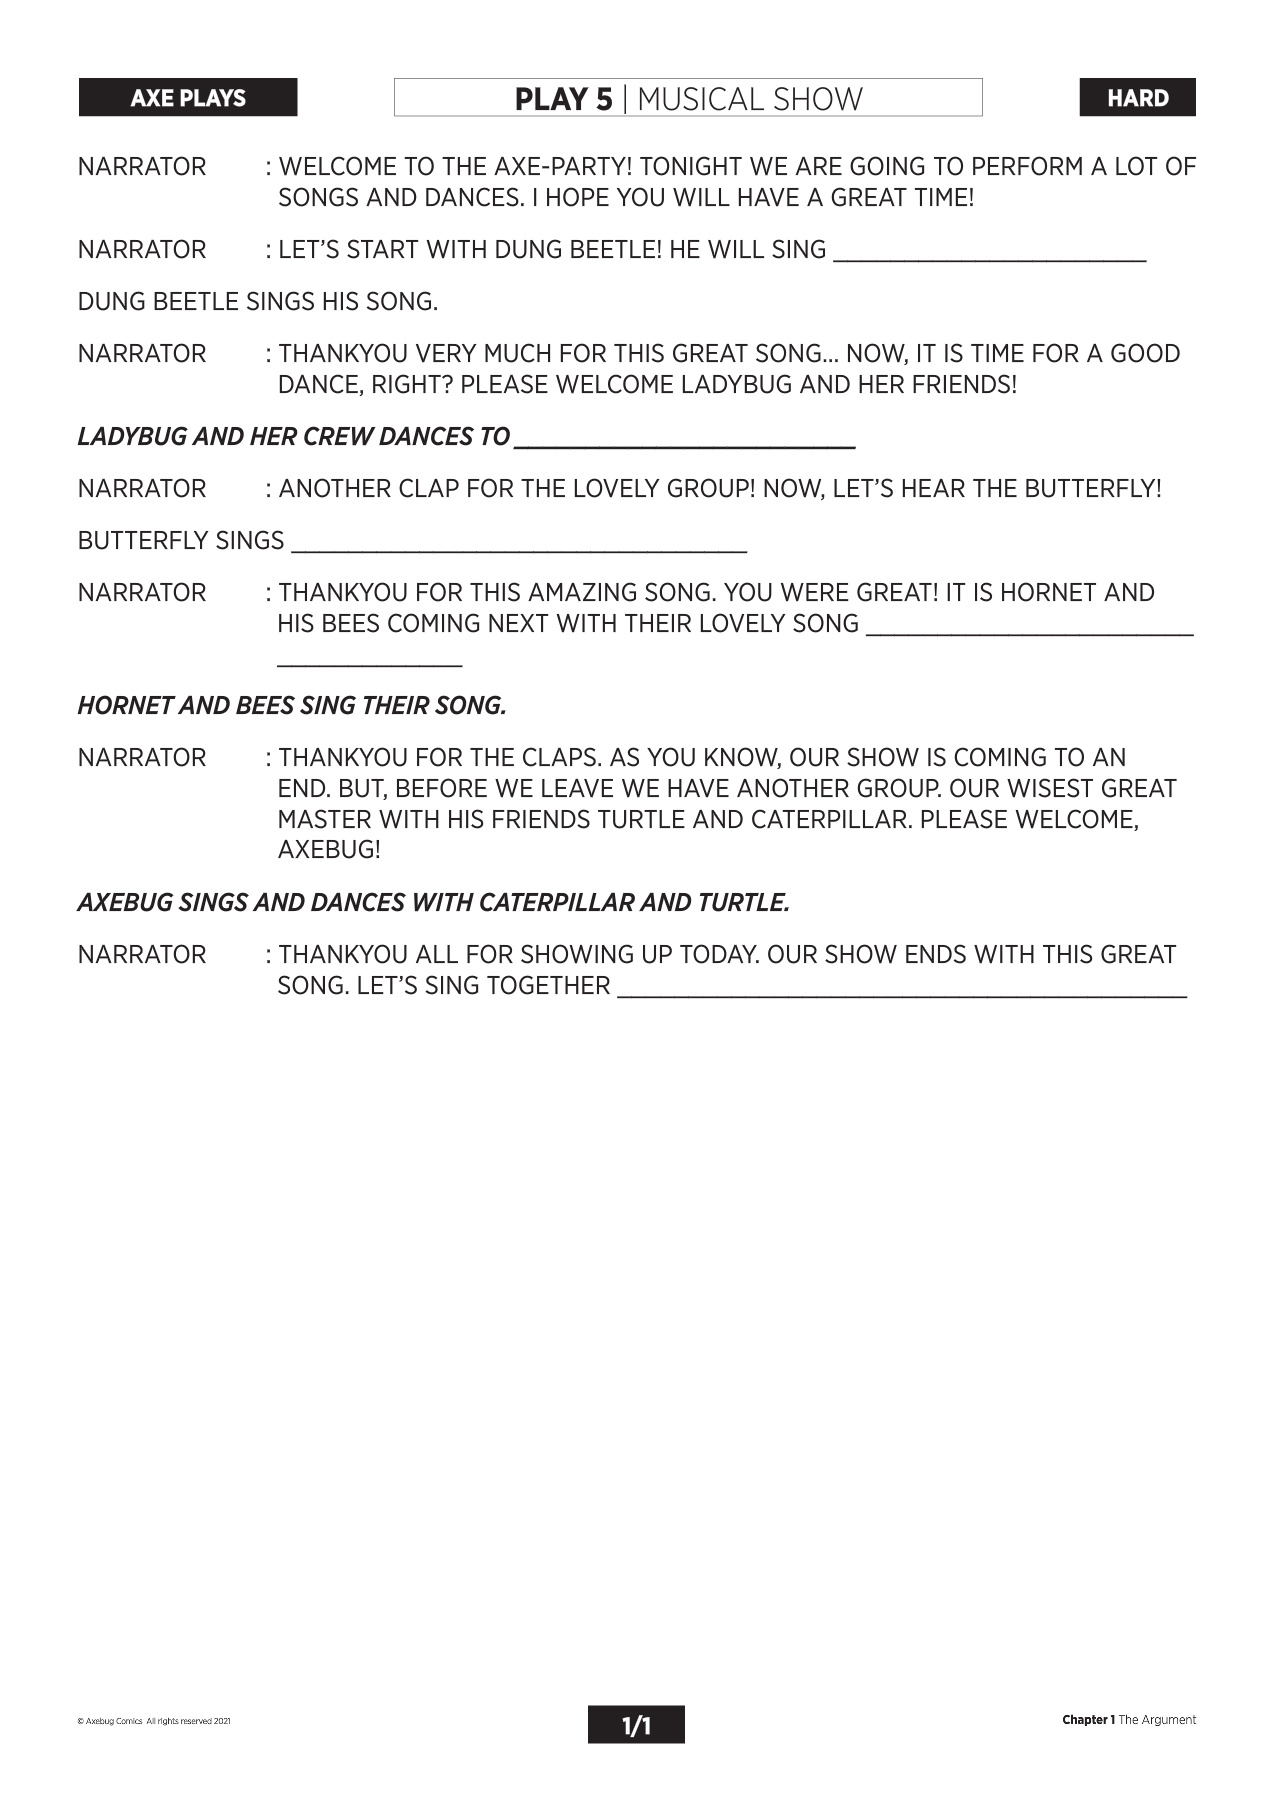 AXE PLAYS
PLAY 5 | MUSICAL SHOW
HARD
NARRATOR : WELCOME TO THE AXE-PARTY! TONIGHT WE ARE GOING TO PERFORM A LOT OF
SONGS AND DANCES. I HOPE YOU WILL HAVE A GREAT TIME!
NARRATOR : LET’S START WITH DUNG BEETLE! HE WILL SING ______________________
DUNG BEETLE SINGS HIS SONG.
NARRATOR : THANKYOU VERY MUCH FOR THIS GREAT SONG... NOW, IT IS TIME FOR A GOOD
DANCE, RIGHT? PLEASE WELCOME LADYBUG AND HER FRIENDS!
LADYBUG AND HER CREW DANCES TO ________________________
NARRATOR : ANOTHER CLAP FOR THE LOVELY GROUP! NOW, LET’S HEAR THE BUTTERFLY!
BUTTERFLY SINGS ________________________________
NARRATOR : THANKYOU FOR THIS AMAZING SONG. YOU WERE GREAT! IT IS HORNET AND
HIS BEES COMING NEXT WITH THEIR LOVELY SONG _______________________
_____________
HORNET AND BEES SING THEIR SONG.
NARRATOR : THANKYOU FOR THE CLAPS. AS YOU KNOW, OUR SHOW IS COMING TO AN
END. BUT, BEFORE WE LEAVE WE HAVE ANOTHER GROUP. OUR WISEST GREAT
MASTER WITH HIS FRIENDS TURTLE AND CATERPILLAR. PLEASE WELCOME,
AXEBUG!
AXEBUG SINGS AND DANCES WITH CATERPILLAR AND TURTLE.
NARRATOR : THANKYOU ALL FOR SHOWING UP TODAY. OUR SHOW ENDS WITH THIS GREAT
SONG. LET’S SING TOGETHER ________________________________________
© Axebug Comics All rights reserved 2021
1/1
Chapter 1 The Argument